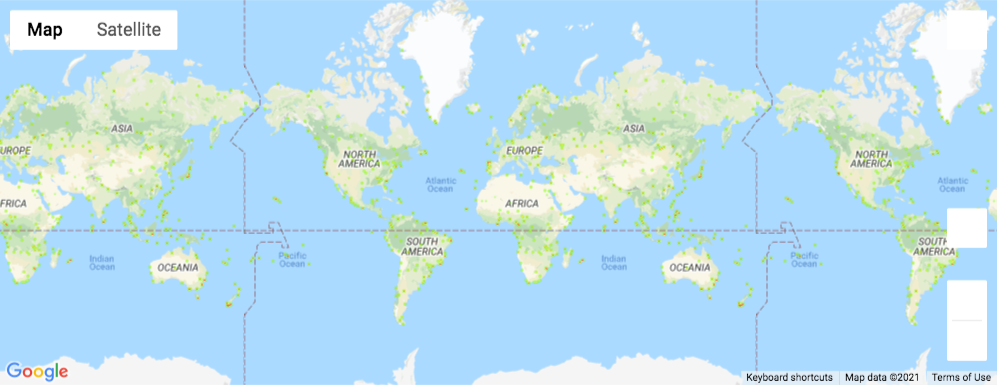 Map Satellite
ASIA
EUROPE
NORTH
AMERICA
Atlantic
Ocean
AFRICA
SOUTH
AMERICA
Indian
Ocean
OCEANIA
Pacific
Ocean
EUROPE
ASIA
NORTH
AMERICA
Atlantic
Ocean
AFRICA
SOUTH
AMERICA
Indian
Ocean
OCEANIA
Pacific
Ocean
Google
Keyboard shortcuts
Map data ©2021
Terms of Use